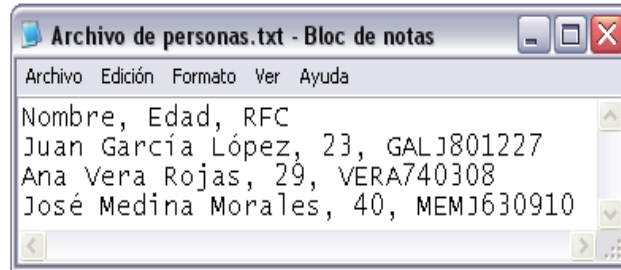 Archivo de personas.txt - Bloc de notas
Archivo Edición Formato Ver Ayuda
Nombre, Edad, RFC
Juan García López, 23, GALJ801227
Ana Vera Rojas, 29, VERA740308
José Medina Morales, 40, MEMJ630910